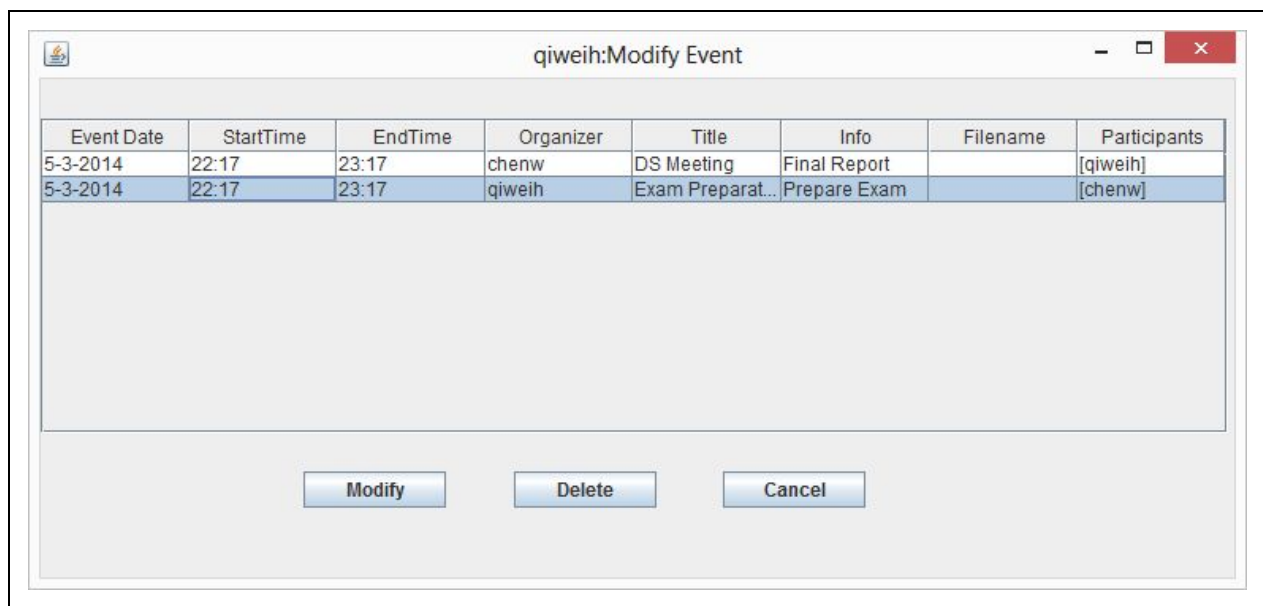 qiweih:Modify Event
Event Date StartTime EndTime Organizer Title Info Filename Participants
5-3-2014 22:17 23:17 chenw DS Meeting Final Report [qiweih]
5-3-2014 22:17 23:17 qiweih Exam Preparat... Prepare Exam [chenw]
Modify Delete Cancel